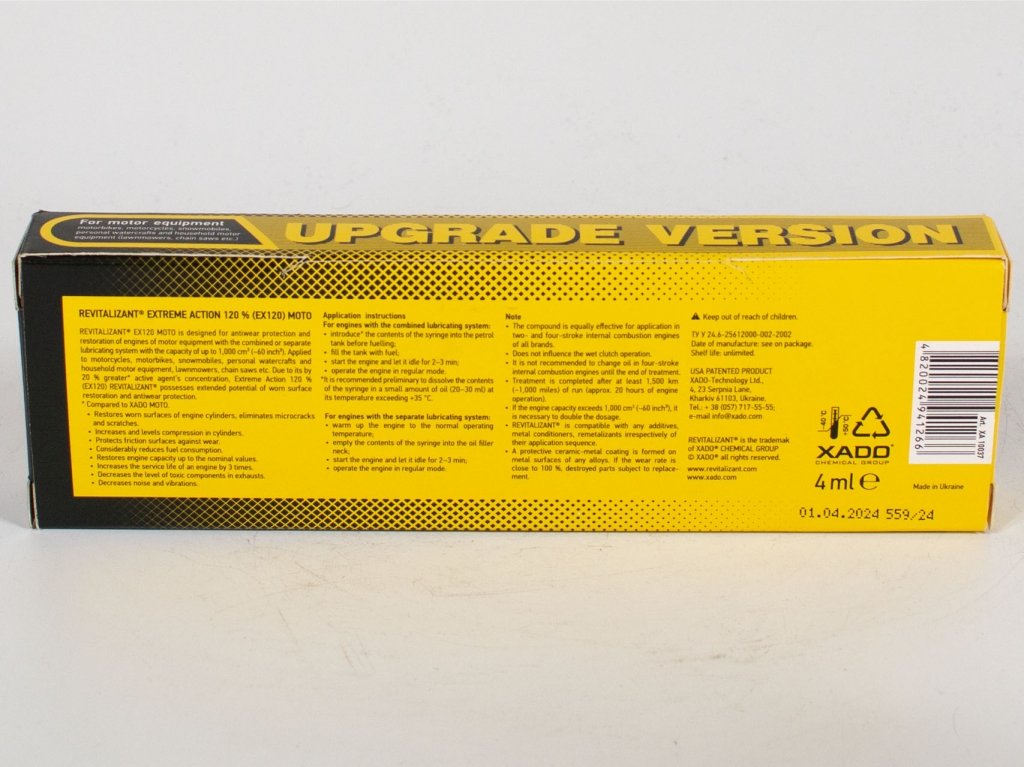 For motor equipment
motorbikes, motorcycles, snowmobiles,
personal watercrafts and household motor
equipment (lawnmowers, chain saws etc.)
UPGRADE VERSION
REVITALIZANT® EXTREME ACTION 120 % (EX120) MOTO
REVITALIZANT® EX120 MOTO is designed for antiwear protection and
restoration of engines of motor equipment with the combined or separate
lubricating system with the capacity of up to 1,000 cm³ (~60 inch³). Applied
to motorcycles, motorbikes, snowmobiles, personal watercrafts and
household motor equipment, lawnmowers, chain saws etc. Due to its by
20 % greater* active agent's concentration, Extreme Action 120 %
(EX120) REVITALIZANT® possesses extended potential of worn surface
restoration and antiwear protection.
* Compared to XADO MOTO.
• Restores worn surfaces of engine cylinders, eliminates microcracks
and scratches.
• Increases and levels compression in cylinders.
• Protects friction surfaces against wear.
• Considerably reduces fuel consumption.
• Restores engine capacity up to the nominal values.
• Increases the service life of an engine by 3 times.
• Decreases the level of toxic components in exhausts.
• Decreases noise and vibrations.
Application instructions
For engines with the combined lubricating system:
• introduce* the contents of the syringe into the petrol
tank before fuelling;
• fill the tank with fuel;
• start the engine and let it idle for 2–3 min;
• operate the engine in regular mode.
*It is recommended preliminary to dissolve the contents
of the syringe in a small amount of oil (20–30 ml) at
its temperature exceeding +35 °C.
For engines with the separate lubricating system:
• warm up the engine to the normal operating
temperature;
• empty the contents of the syringe into the oil filler
neck;
• start the engine and let it idle for 2–3 min;
• operate the engine in regular mode.
Note
• The compound is equally effective for application in
two- and four-stroke internal combustion engines
of all brands.
• Does not influence the wet clutch operation.
• It is not recommended to change oil in four-stroke
internal combustion engines until the end of treatment.
• Treatment is completed after at least 1,500 km
(~1,000 miles) of run (approx. 20 hours of engine
operation).
• If the engine capacity exceeds 1,000 cm³ (~60 inch³), it
is necessary to double the dosage.
• REVITALIZANT® is compatible with any additives,
metal conditioners, remetalizants irrespectively of
their application sequence.
• A protective ceramic-metal coating is formed on
metal surfaces of any alloys. If the wear rate is
close to 100 %, destroyed parts subject to replace-
ment.
Keep out of reach of children.
ТУ У 24.6-25612000-002-2002
Date of manufacture: see on package.
Shelf life: unlimited.
USA PATENTED PRODUCT
XADO-Technology Ltd.,
4, 23 Serpnia Lane,
Kharkiv 61103, Ukraine.
Tel.: +38 (057) 717-55-55;
e-mail info@xado.com
REVITALIZANT® is the trademark
of XADO® CHEMICAL GROUP
© XADO® all rights reserved.
www.revitalizant.com
www.xado.com
-40°C
+50°C
XADO®
CHEMICAL GROUP
4 ml e
4820024941266
Art. XA 10037
Made in Ukraine
01.04.2024 559/24